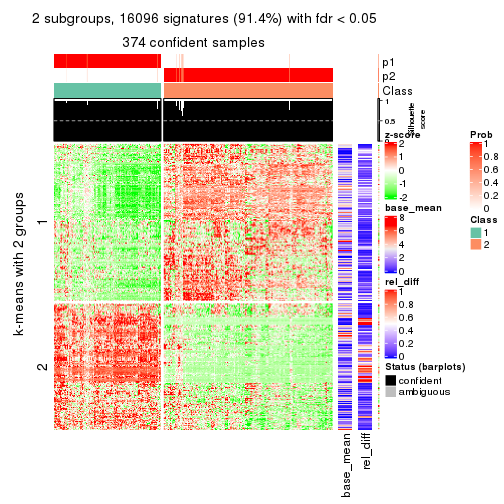 2 subgroups, 16096 signatures (91.4%) with fdr < 0.05
374 confident samples
p1
p2
Class
1
0.5
0
Silhouette
score
k-means with 2 groups
1
2
z-score
2
1
0
-1
-2
base_mean
8
6
4
2
0
rel_diff
1
0.8
0.6
0.4
0.2
0
Status (barplots)
confident
ambiguous
Prob
1
0.8
0.6
0.4
0.2
0
Class
1
2
base_mean
rel_diff